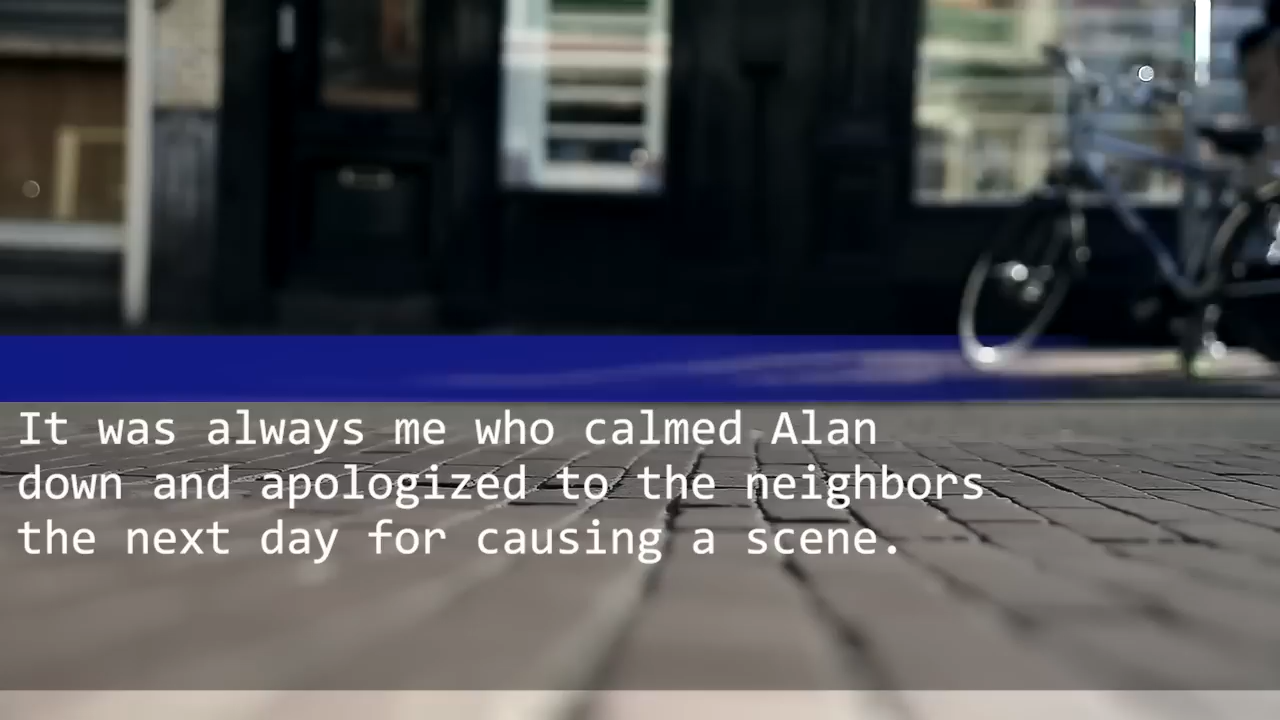 It was always me who calmed Alan
down and apologized to the neighbors
the next day for causing a scene.